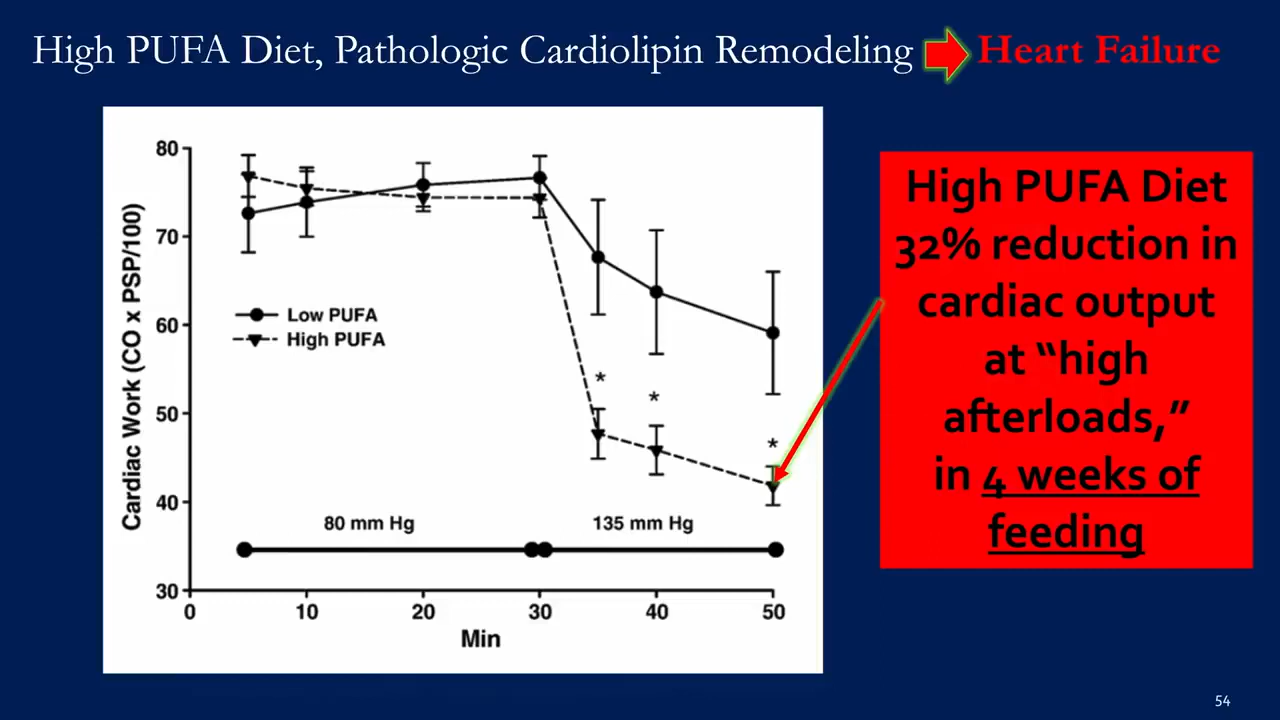 High PUFA Diet, Pathologic Cardiolipin Remodeling Heart Failure
80
70
60
50
40
30
Cardiac Work (CO x PSP/100)
Low PUFA
High PUFA
*
*
*
80 mm Hg
135 mm Hg
0 10 20 30 40 50
Min
High PUFA Diet
32% reduction in
cardiac output
at “high
afterloads,”
in 4 weeks of
feeding
54